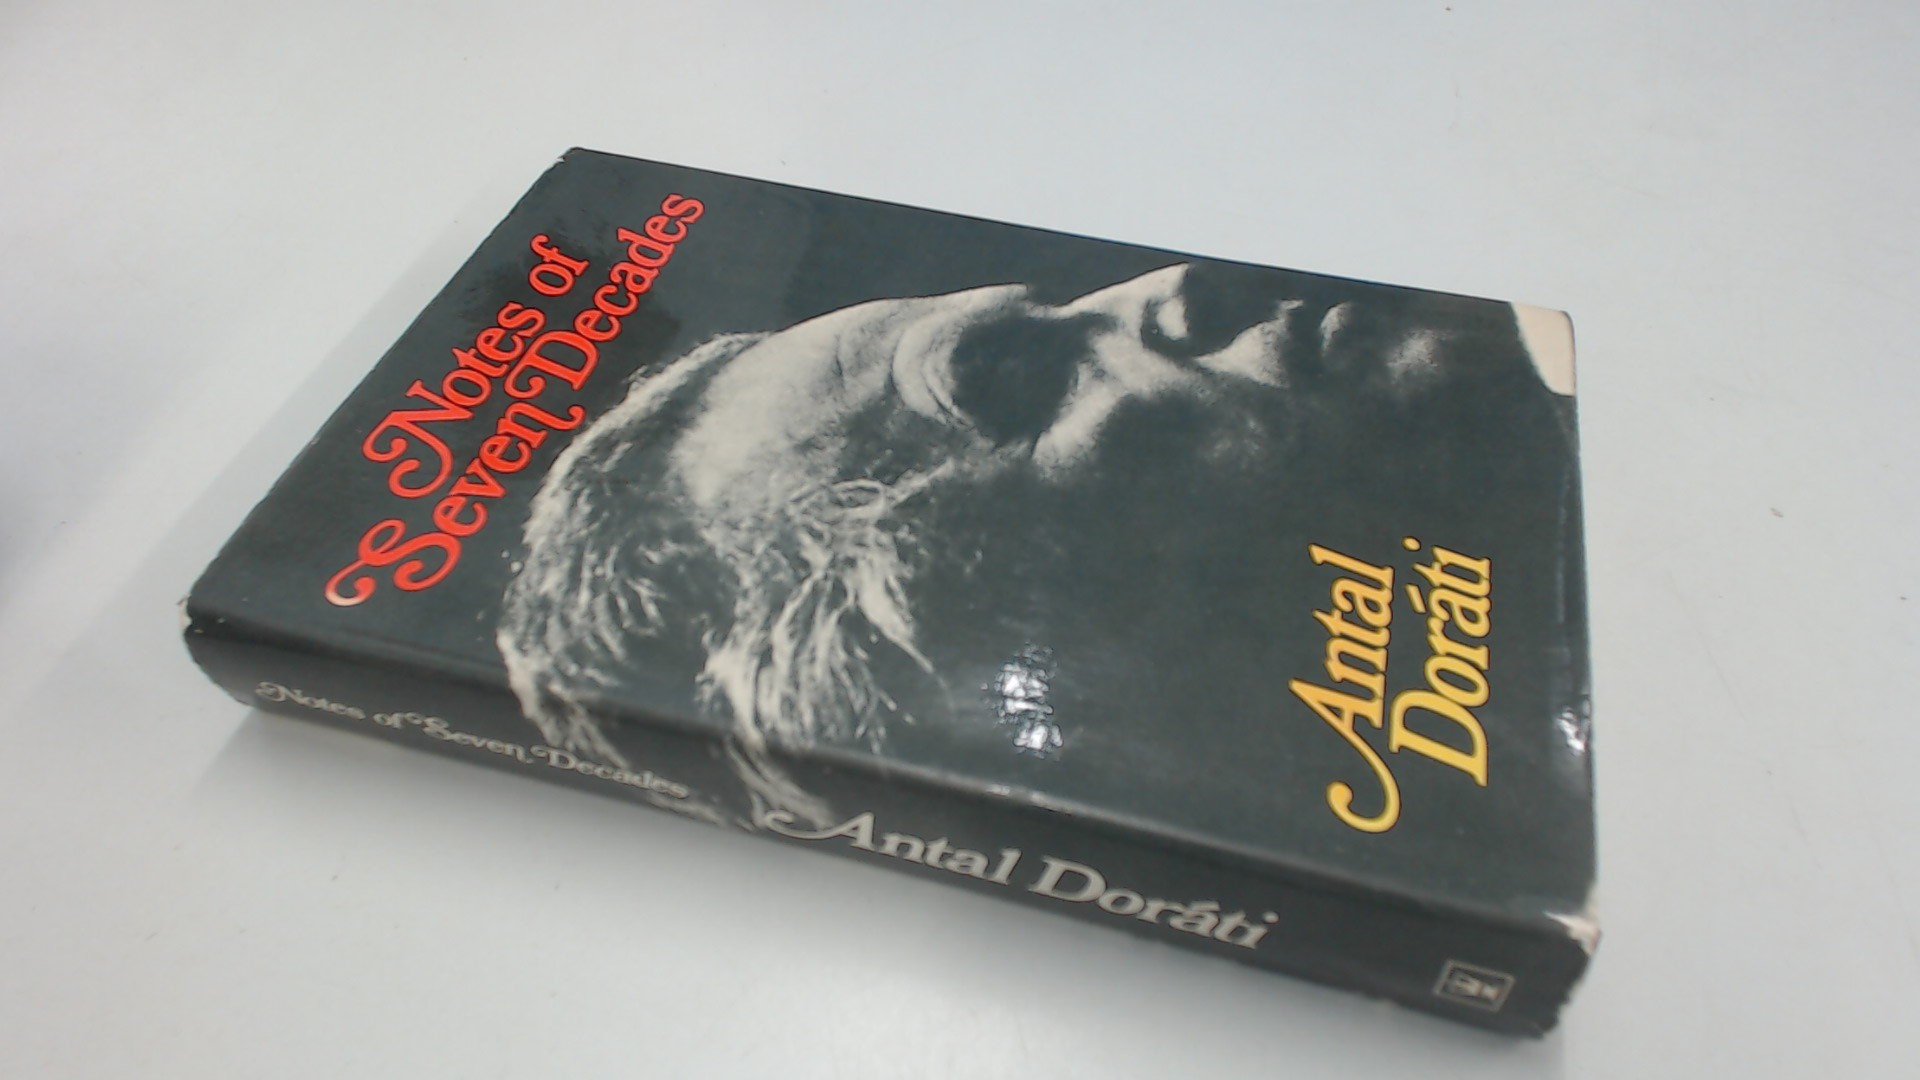 Notes of
Seven Decades
Antal
Doráti
Notes of Seven Decades
Antal Doráti